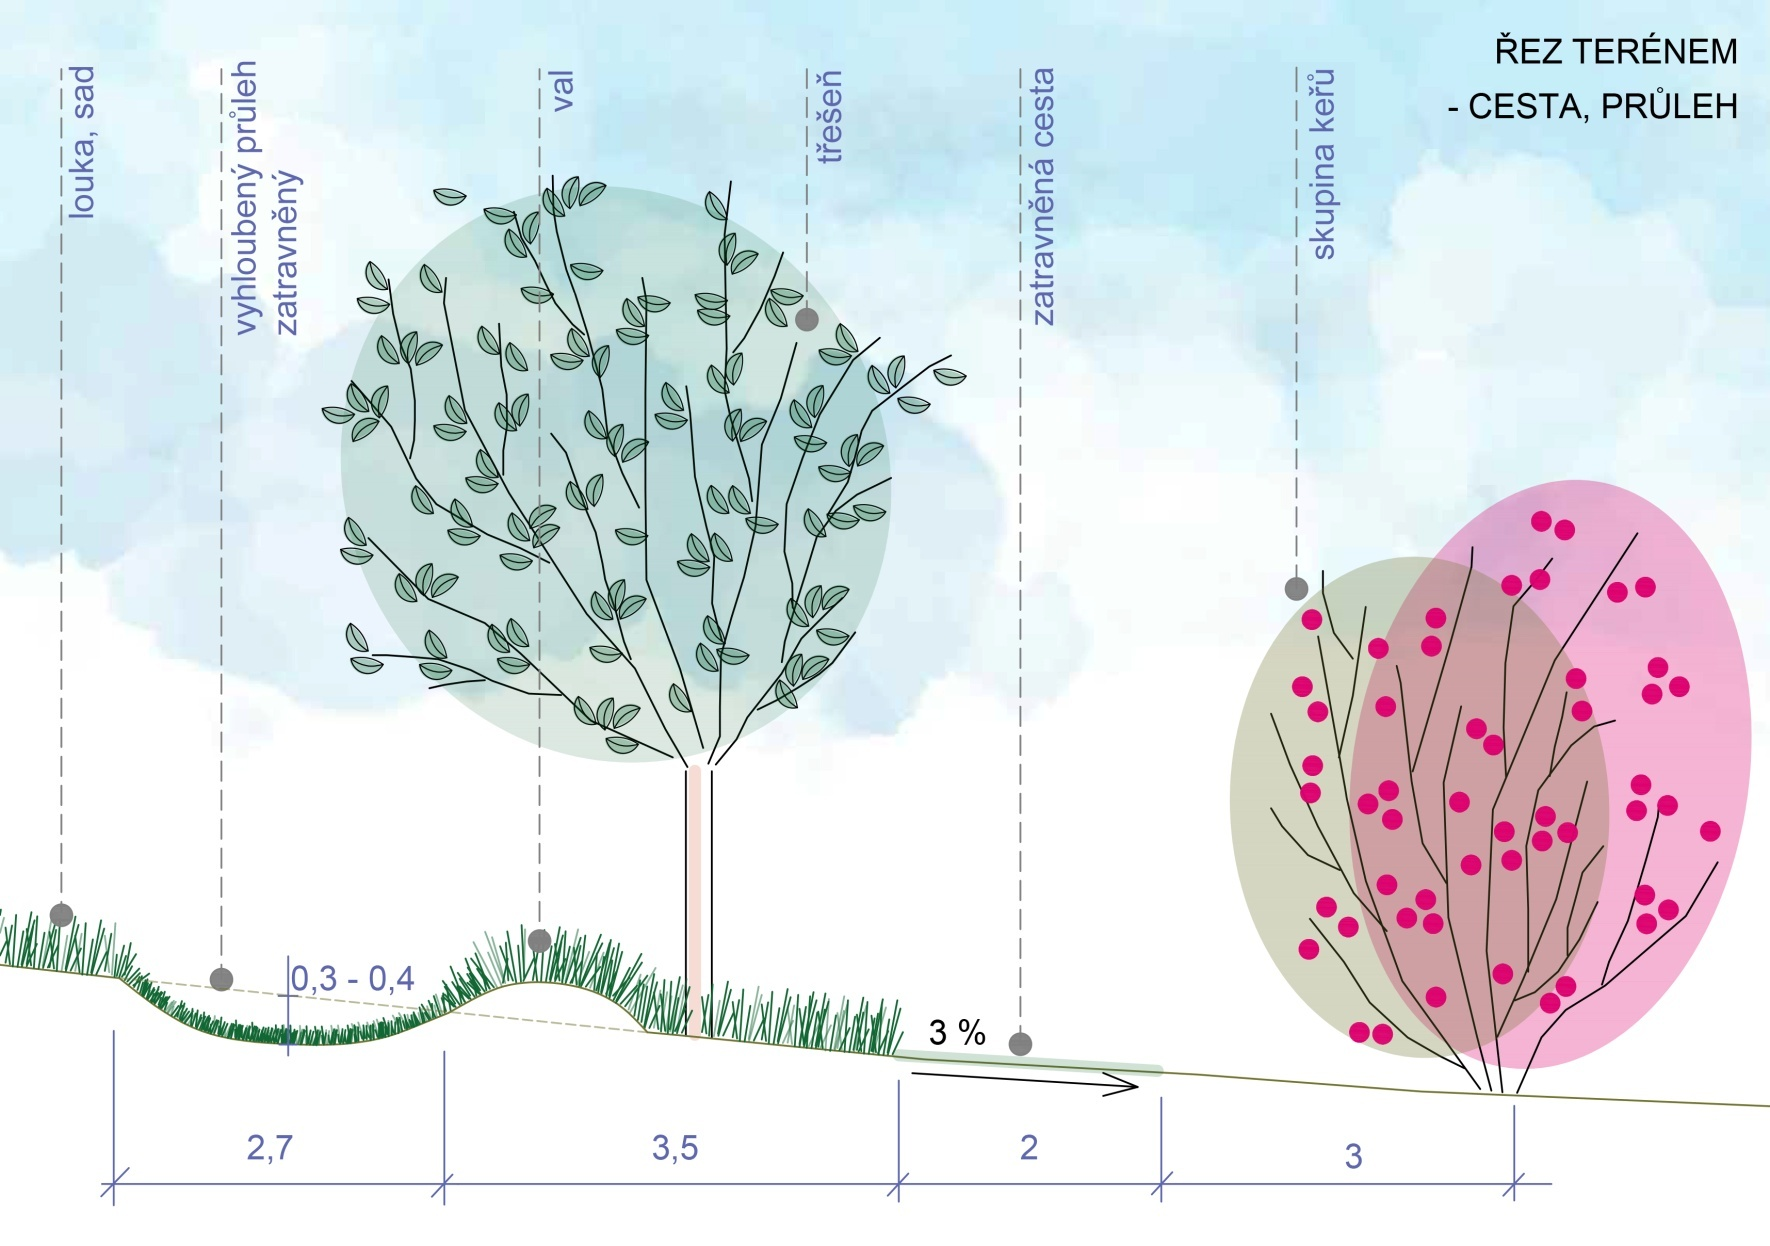 ŘEZ TERÉNEM
- CESTA, PRŮLEH
louka, sad
vyhloubený průleh
zatravněný
val
třešeň
zatravněná cesta
skupina keřů
0,3 - 0,4
3 %
2,7
3,5
2
3